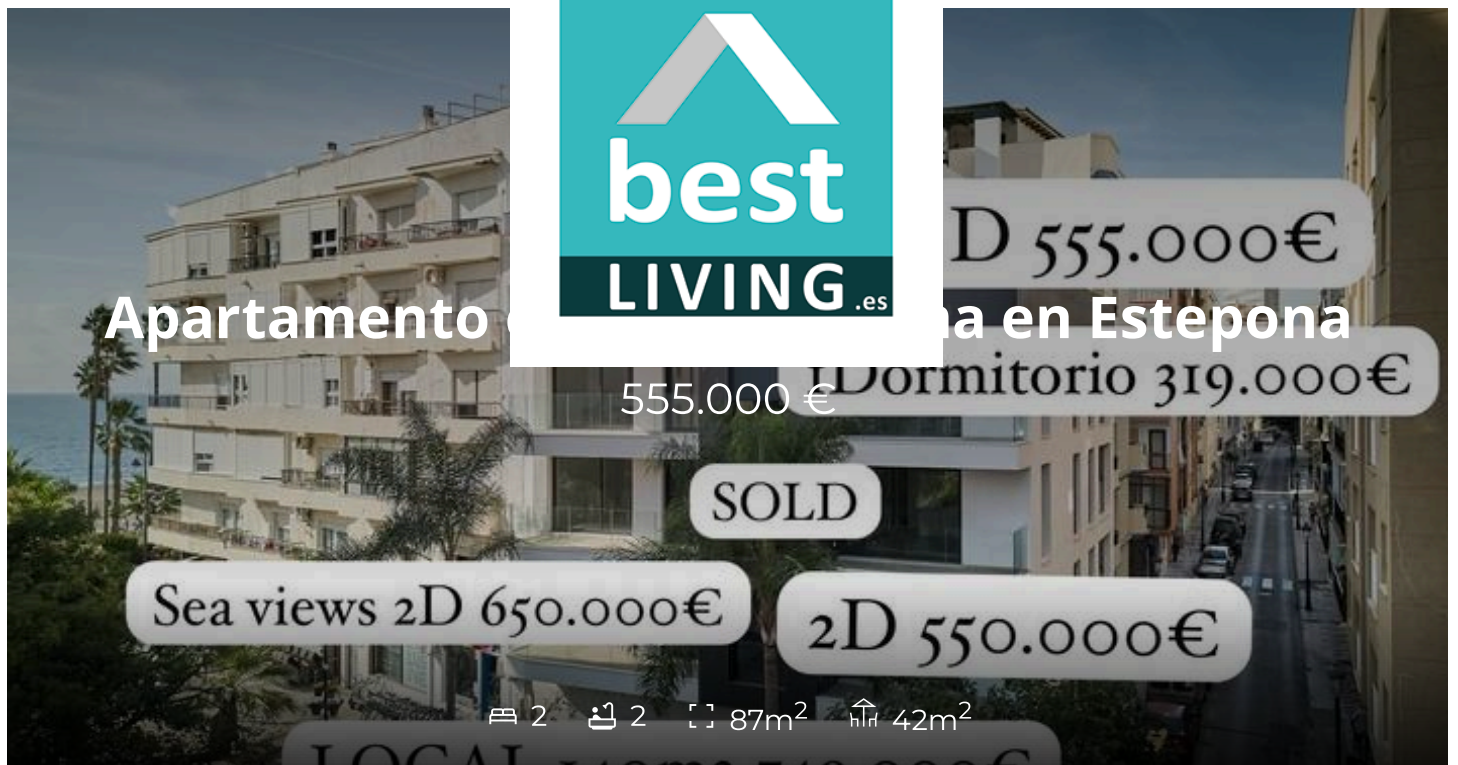 best
LIVING.es
D 555.000€
Apartamento
en Estepona
1Dormitorio 319.000€
555.000 €
SOLD
Sea views 2D 650.000€
2D 550.000€
2 2 87m² 42m²
LOCAL